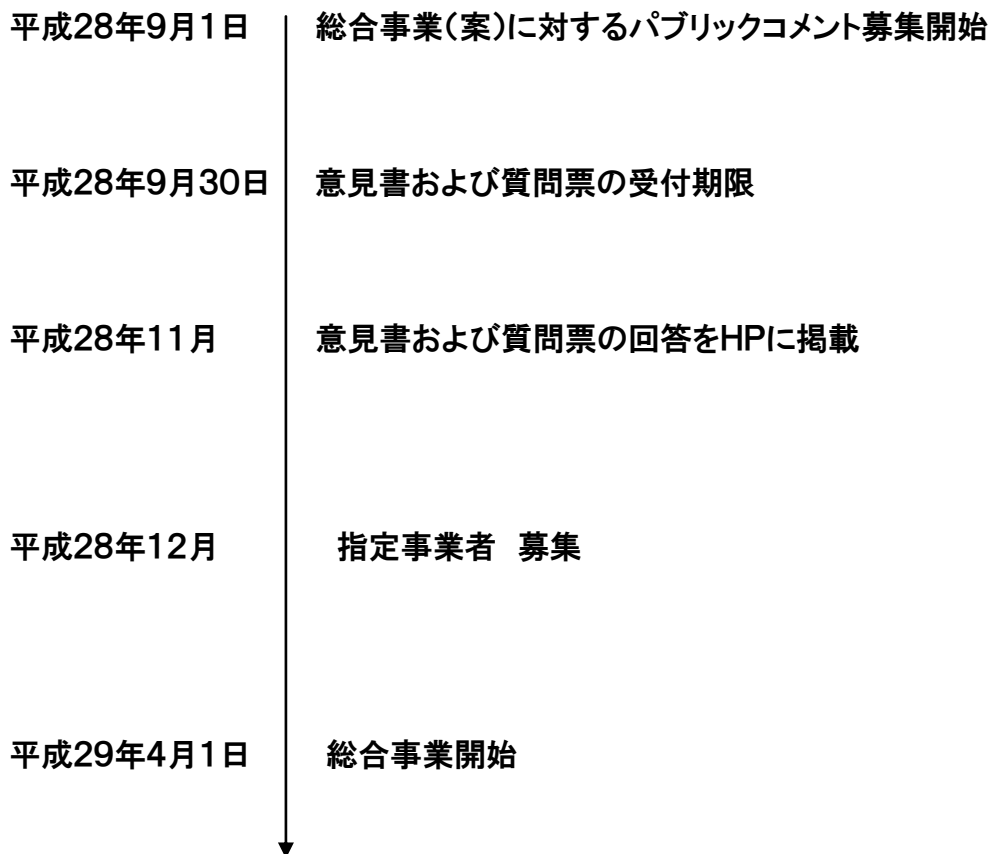 平成28年9月1日 総合事業(案)に対するパブリックコメント募集開始
平成28年9月30日 意見書および質問票の受付期限
平成28年11月 意見書および質問票の回答をHPに掲載
平成28年12月 指定事業者 募集
平成29年4月1日 総合事業開始